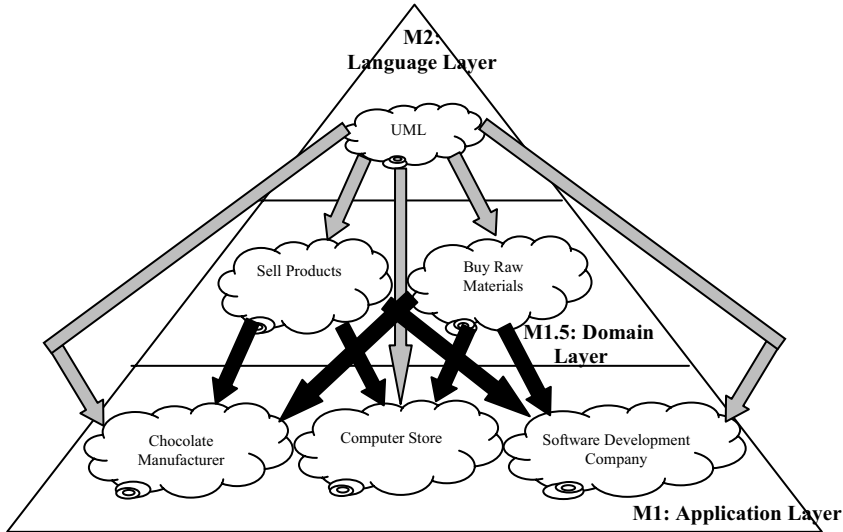 M2:
Language Layer
UML
Sell Products
Buy Raw
Materials
M1.5: Domain
Layer
Chocolate
Manufacturer
Computer Store
Software Development
Company
M1: Application Layer